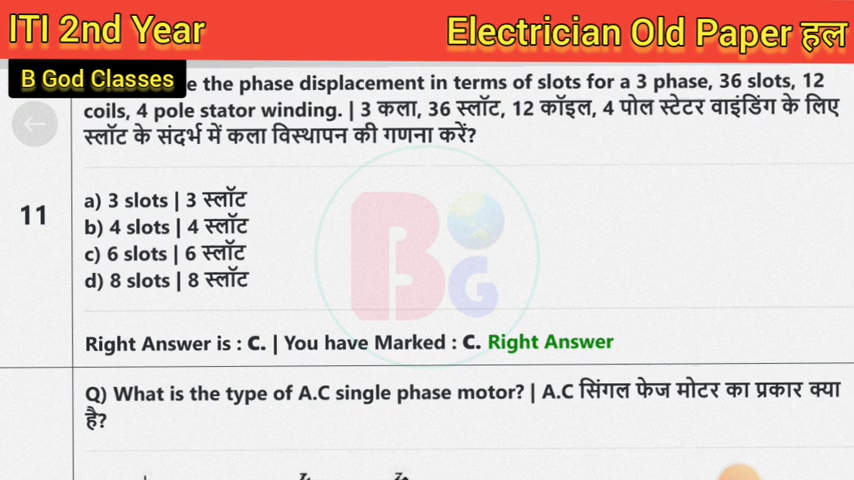 ITI 2nd Year
Electrician Old Paper हल
B God Classes
e the phase displacement in terms of slots for a 3 phase, 36 slots, 12
coils, 4 pole stator winding. | 3 कला, 36 स्लॉट, 12 कॉइल, 4 पोल स्टेटर वाइंडिंग के लिए
स्लॉट के संदर्भ में कला विस्थापन की गणना करें?
11
a) 3 slots | 3 स्लॉट
b) 4 slots | 4 स्लॉट
c) 6 slots | 6 स्लॉट
d) 8 slots | 8 स्लॉट
BG
Right Answer is : C. | You have Marked : C. Right Answer
Q) What is the type of A.C single phase motor? | A.C सिंगल फेज मोटर का प्रकार क्या
है?